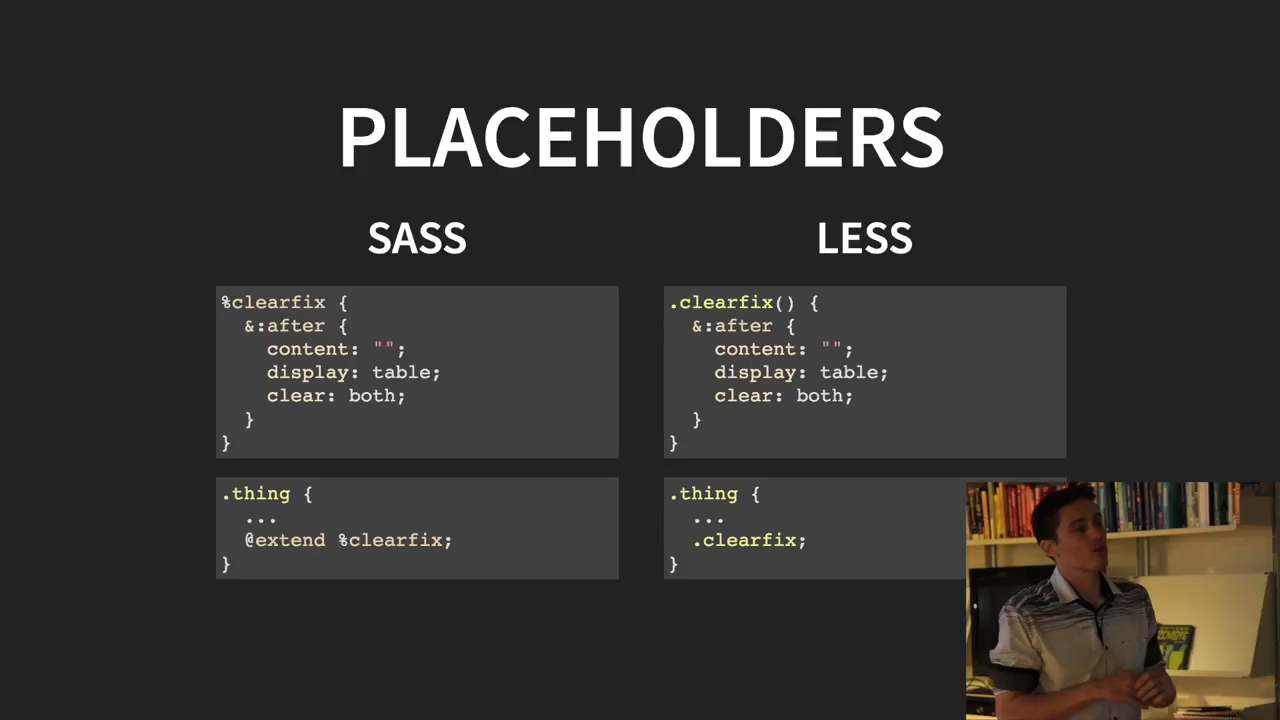 PLACEHOLDERS
SASS
%clearfix {
  &:after {
    content: "";
    display: table;
    clear: both;
  }
}
.thing {
  ...
  @extend %clearfix;
}
LESS
.clearfix() {
  &:after {
    content: "";
    display: table;
    clear: both;
  }
}
.thing {
  ...
  .clearfix;
}